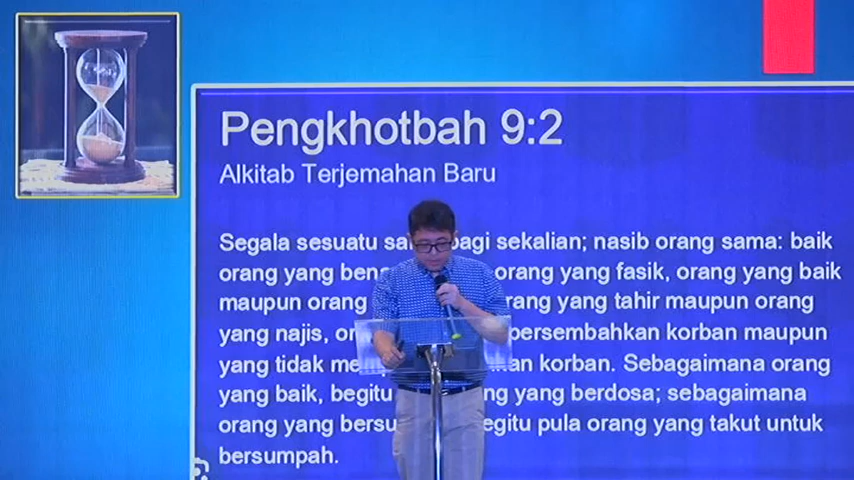 Pengkhotbah 9:2
Alkitab Terjemahan Baru
Segala sesuatu sa bagi sekalian; nasib orang sama: baik
orang yang ben orang yang fasik, orang yang baik
maupun orang rang yang tahir maupun orang
yang najis, or persembahkan korban maupun
yang tidak me kan korban. Sebagaimana orang
yang baik, begitu ng yang berdosa; sebagaimana
orang yang bersu egitu pula orang yang takut untuk
bersumpah.